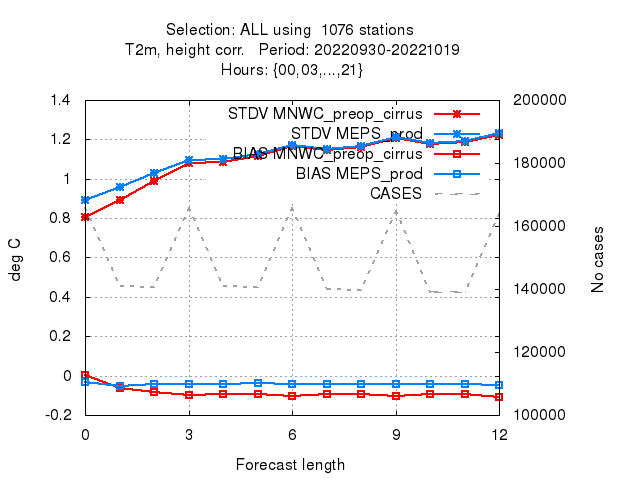 Selection: ALL using  1076 stations
T2m, height corr.   Period: 20220930-20221019
Hours: {00,03,...,21}
1.4
1.2
1
0.8
0.6
0.4
0.2
0
-0.2
deg C
200000
180000
160000
140000
120000
100000
No cases
STDV MNWC_preop_cirrus
STDV MEPS_prod
BIAS MNWC_preop_cirrus
BIAS MEPS_prod
CASES
0
3
6
9
12
Forecast length